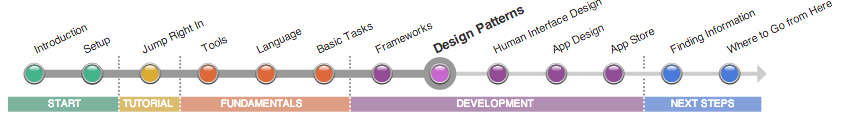 Introduction
Setup
Jump Right In
Tools
Language
Basic Tasks
Frameworks
Design Patterns
Human Interface Design
App Design
App Store
Finding Information
Where to Go from Here
START
TUTORIAL
FUNDAMENTALS
DEVELOPMENT
NEXT STEPS